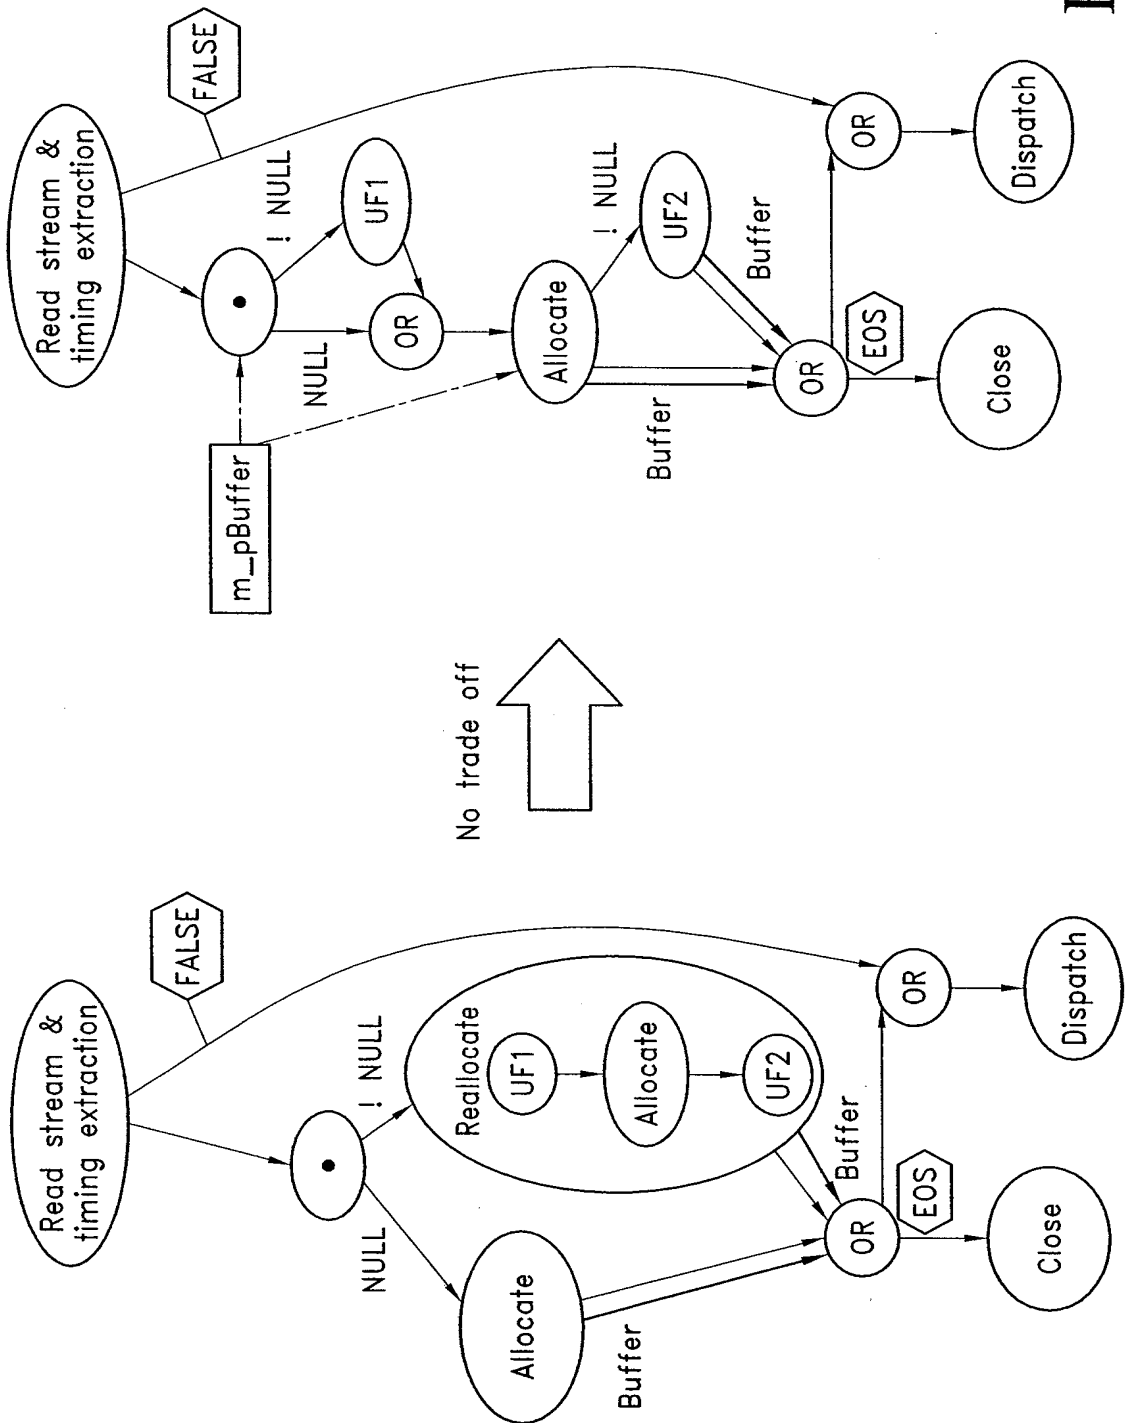 Read stream &
timing extraction
FALSE
NULL
! NULL
Allocate
Reallocate
UF1
Allocate
UF2
Buffer
Buffer
OR
OR
EOS
Close
Dispatch
No trade off
Read stream &
timing extraction
FALSE
m_pBuffer
NULL
! NULL
UF1
OR
Allocate
! NULL
UF2
Buffer
Buffer
OR
OR
EOS
Close
Dispatch